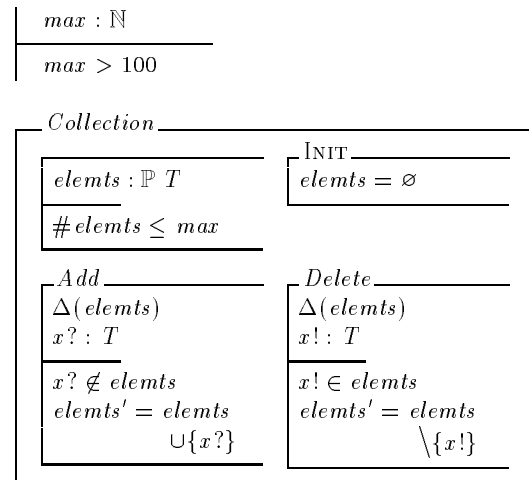 max : ℕ
max > 100
Collection
elemts : ℙ T
#elemts ≤ max
INIT
elemts = ∅
Add
Δ(elemts)
x? : T
x? ∉ elemts
elemts′ = elemts
∪{x?}
Delete
Δ(elemts)
x! : T
x! ∈ elemts
elemts′ = elemts
\{x!}